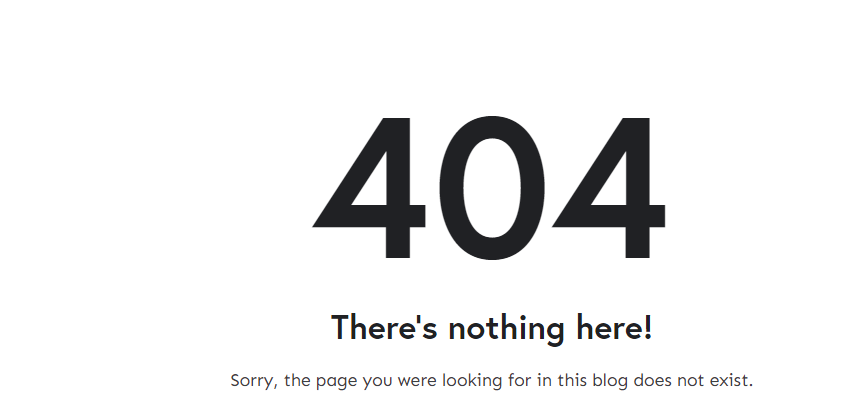 404
There's nothing here!
Sorry, the page you were looking for in this blog does not exist.